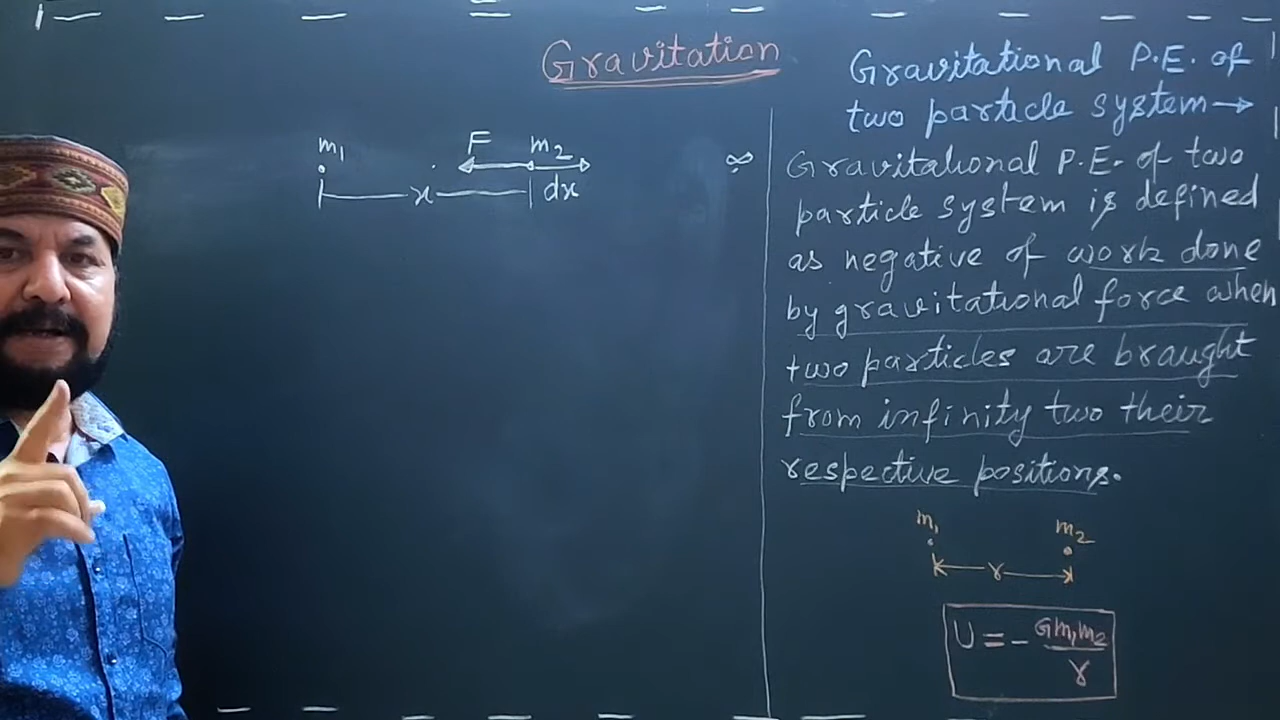 Gravitation
m1 F m2 ∞
x dx
Gravitational P.E. of
two particle system→
Gravitational P.E. of two
particle system is defined
as negative of work done
by gravitational force when
two particles are braught
from infinity two their
respective positions.
m1 m2
r
U = - Gm1m2/r